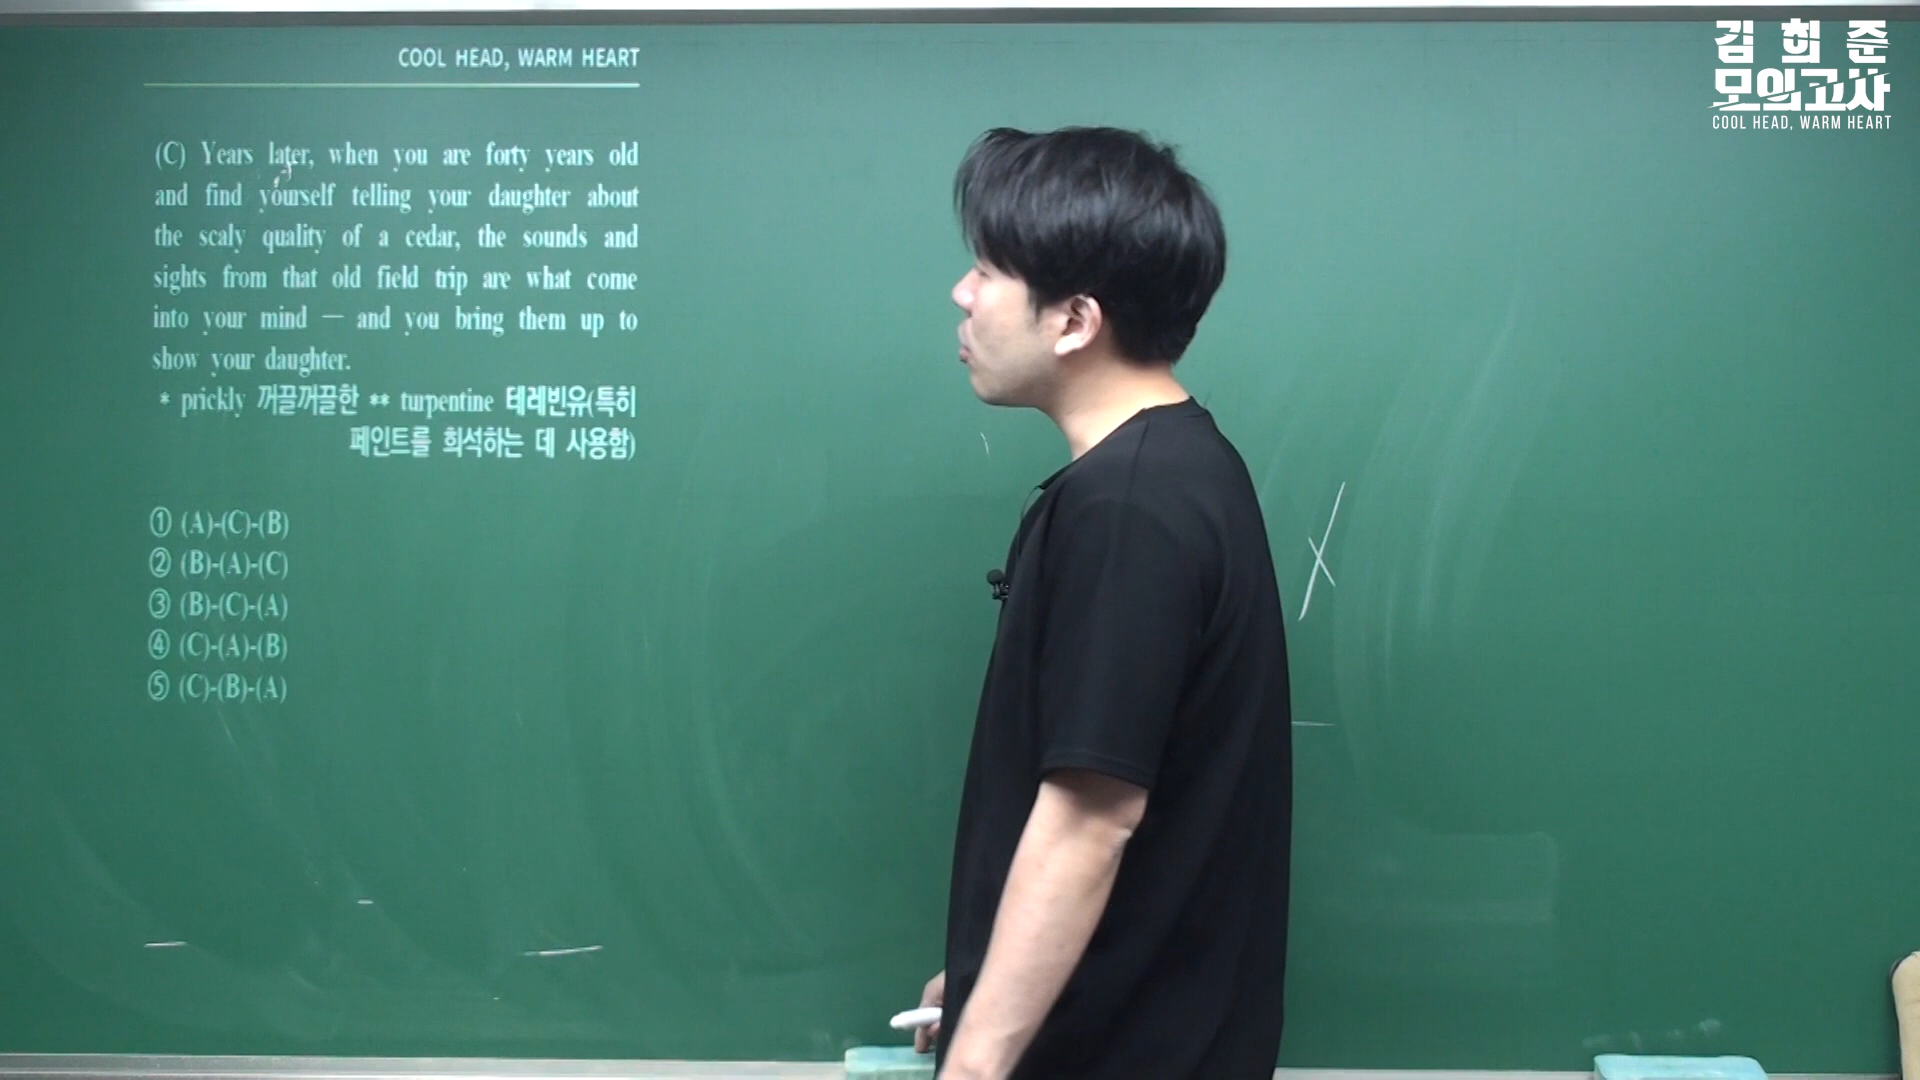 COOL HEAD, WARM HEART
(C) Years later, when you are forty years old
and find yourself telling your daughter about
the scaly quality of a cedar, the sounds and
sights from that old field trip are what come
into your mind — and you bring them up to
show your daughter.
* prickly 꺼끌꺼끌한 ** turpentine 테레빈유(특히
페인트를 희석하는 데 사용함)
① (A)-(C)-(B)
② (B)-(A)-(C)
③ (B)-(C)-(A)
④ (C)-(A)-(B)
⑤ (C)-(B)-(A)
김희준
모의고사
COOL HEAD, WARM HEART